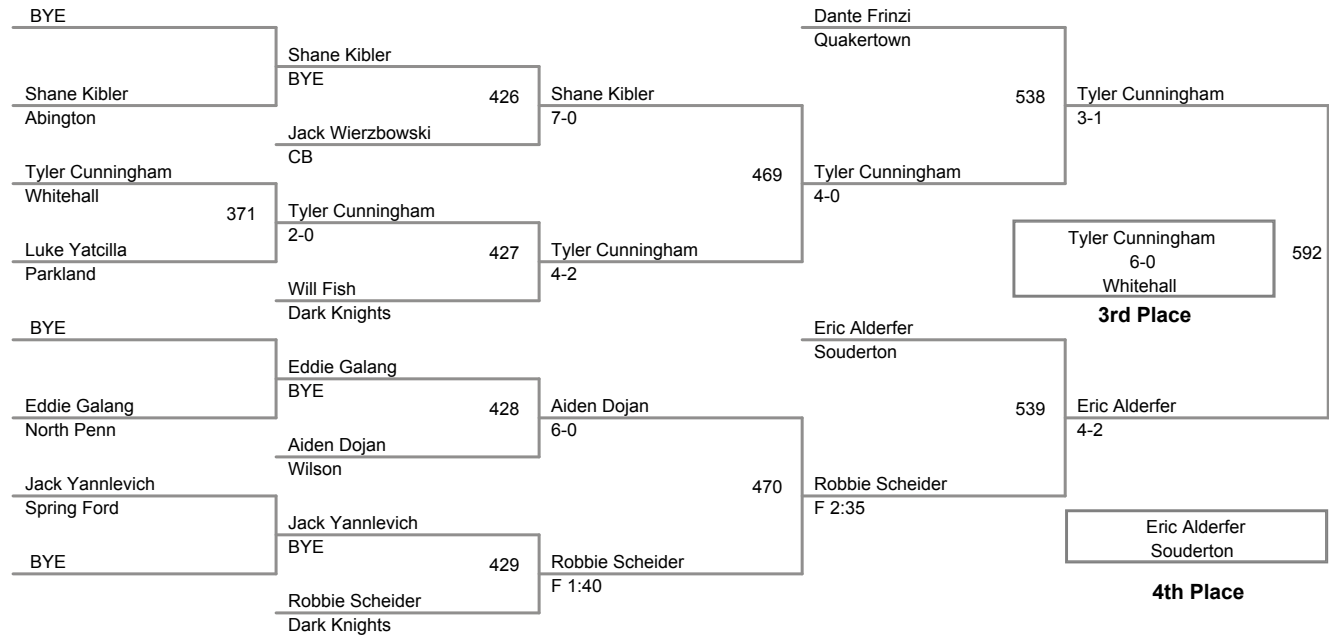 BYE
Shane Kibler
Abington
Tyler Cunningham
Whitehall
371
Luke Yatcilla
Parkland
BYE
Eddie Galang
North Penn
Jack Yannlevich
Spring Ford
BYE
Shane Kibler
BYE
426
Jack Wierzbowski
CB
Tyler Cunningham
2-0
427
Will Fish
Dark Knights
Eddie Galang
BYE
428
Aiden Dojan
Wilson
Jack Yannlevich
BYE
429
Robbie Scheider
Dark Knights
Shane Kibler
7-0
469
Tyler Cunningham
4-2
Aiden Dojan
6-0
470
Robbie Scheider
F 1:40
Dante Frinzi
Quakertown
538
Tyler Cunningham
4-0
Eric Alderfer
Souderton
539
Robbie Scheider
F 2:35
Tyler Cunningham
3-1
592
Eric Alderfer
4-2
Tyler Cunningham
6-0
Whitehall
3rd Place
Eric Alderfer
Souderton
4th Place